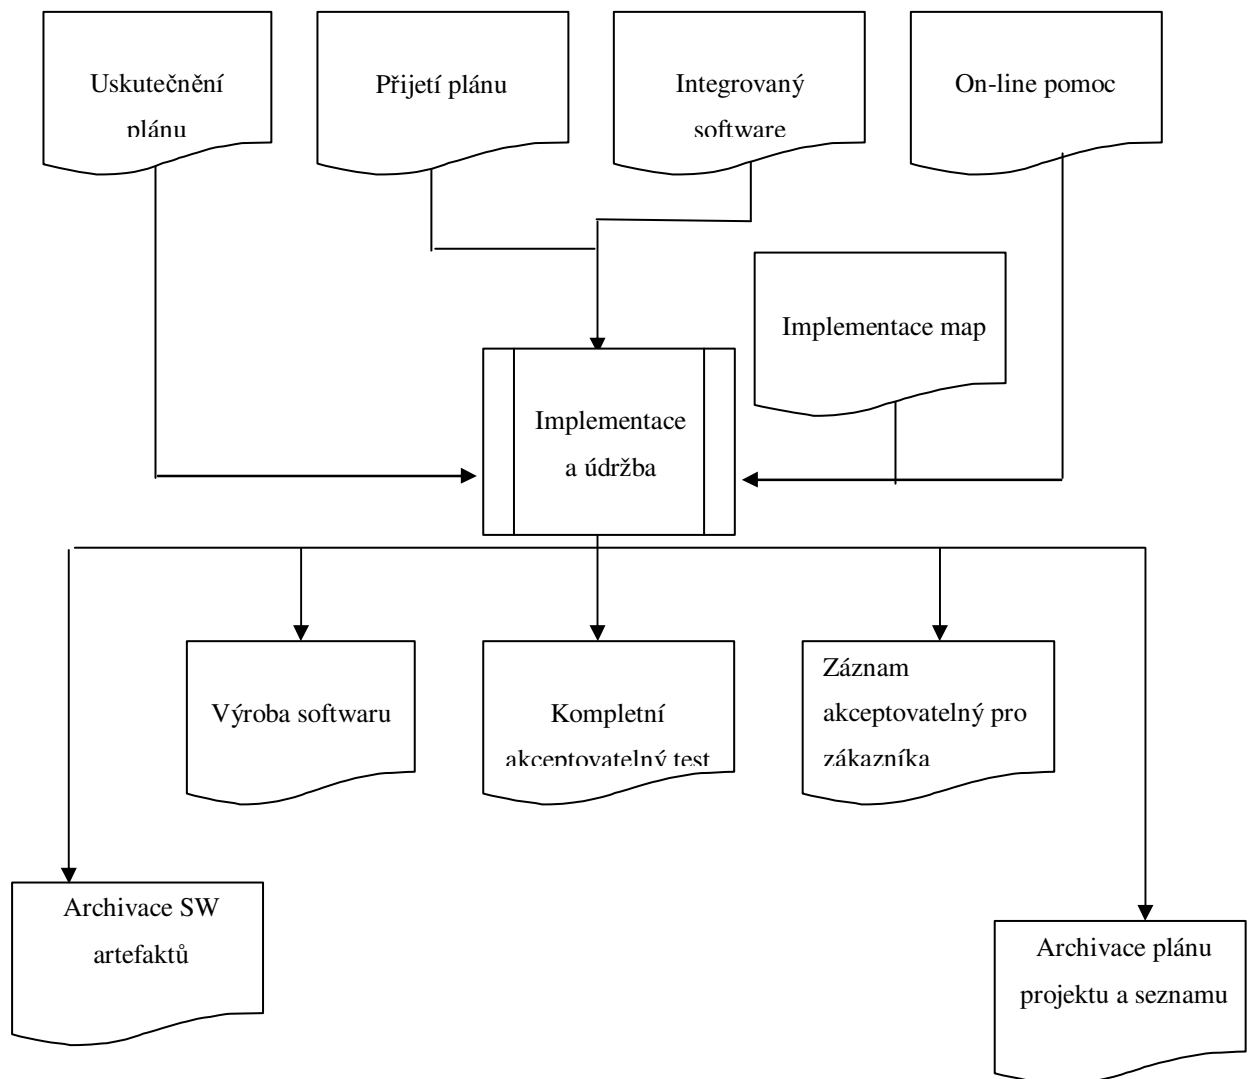 Uskutečnění
plánu
Přijetí plánu
Integrovaný
software
On-line pomoc
Implementace map
Implementace
a údržba
Výroba softwaru
Kompletní
akceptovatelný test
Záznam
akceptovatelný pro
zákazníka
Archivace SW
artefaktů
Archivace plánu
projektu a seznamu